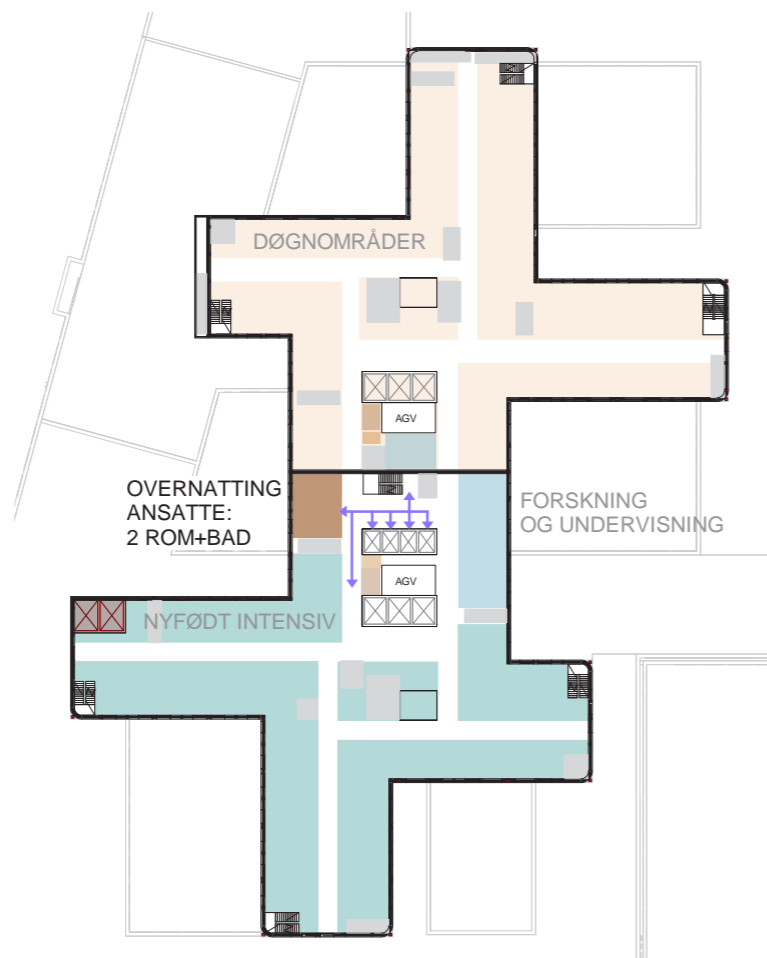 DØGNOMRÅDER
AGV
OVERNATTING
ANSATTE:
2 ROM+BAD
FORSKNING
OG UNDERVISNING
AGV
NYFØDT INTENSIV